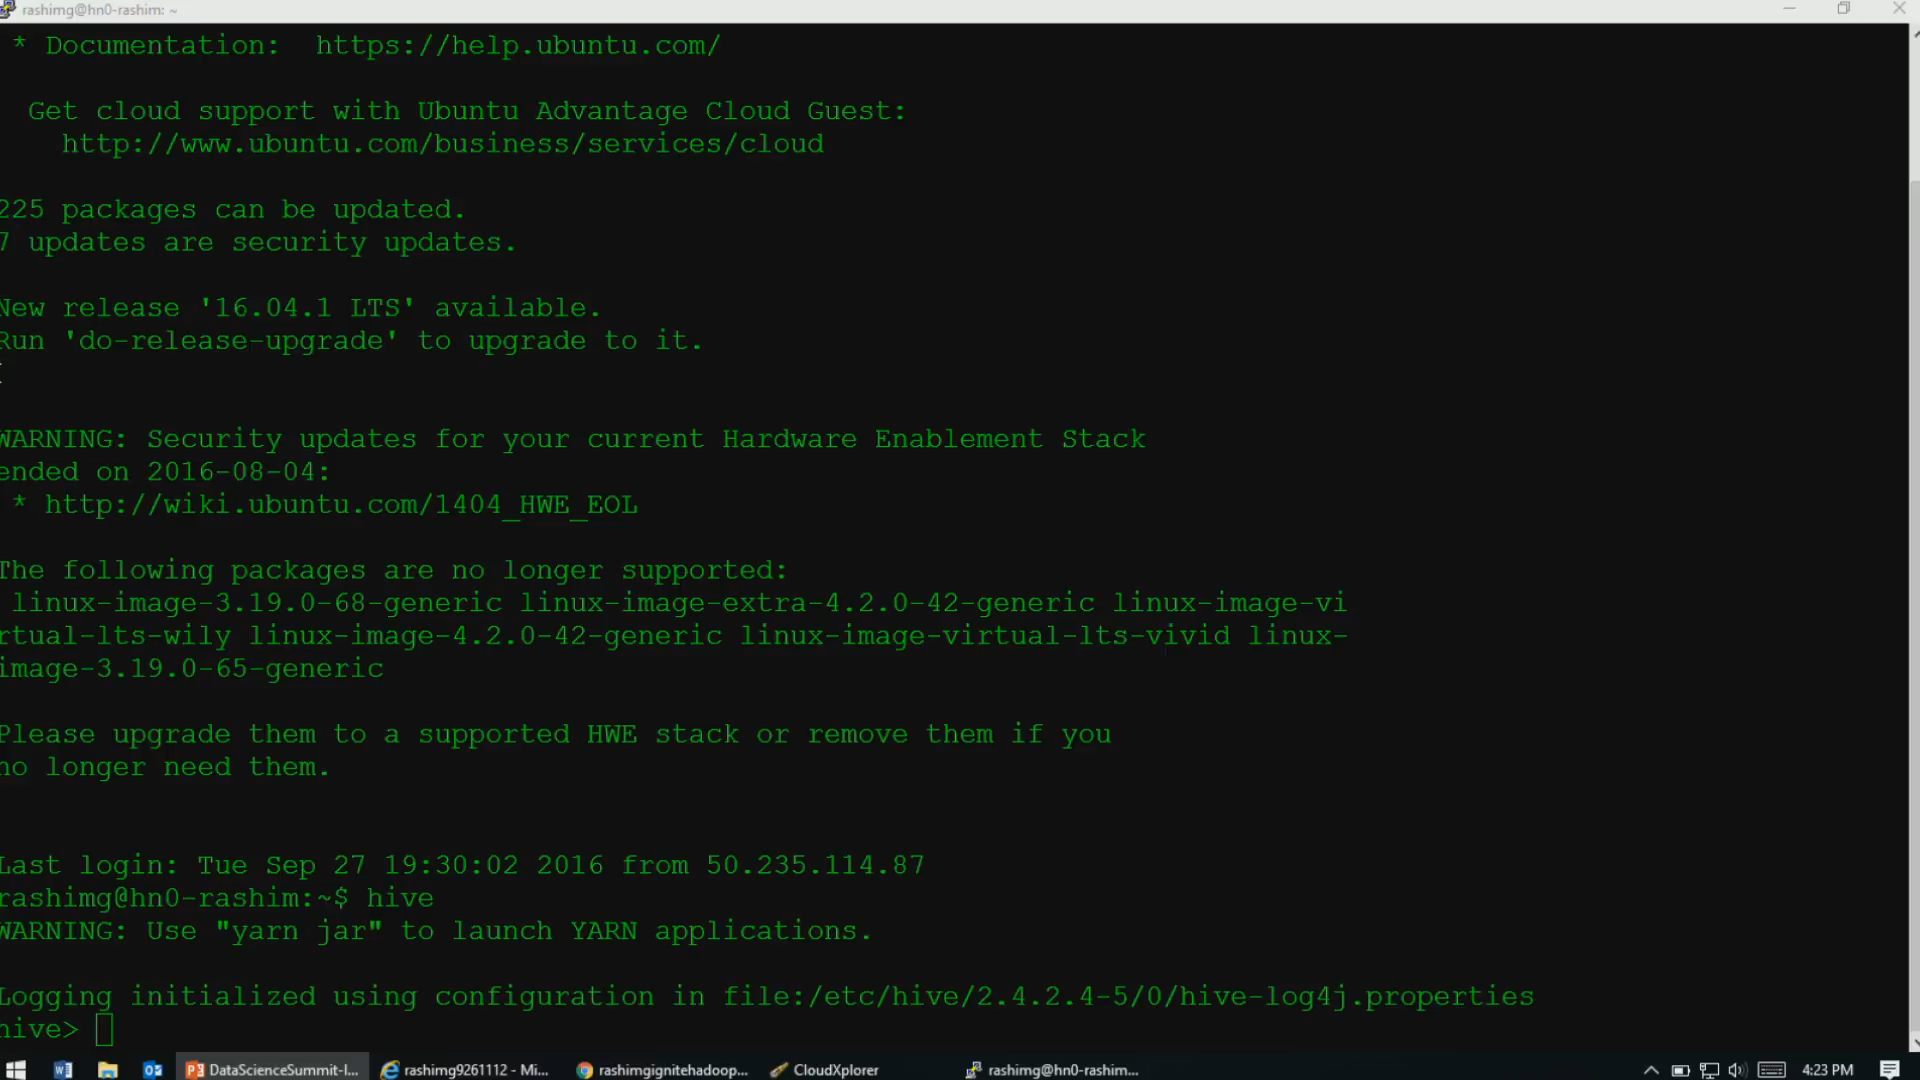 rashimg@hn0-rashim: ~
* Documentation:  https://help.ubuntu.com/
Get cloud support with Ubuntu Advantage Cloud Guest:
http://www.ubuntu.com/business/services/cloud
225 packages can be updated.
7 updates are security updates.
New release '16.04.1 LTS' available.
Run 'do-release-upgrade' to upgrade to it.
WARNING: Security updates for your current Hardware Enablement Stack
ended on 2016-08-04:
* http://wiki.ubuntu.com/1404_HWE_EOL
The following packages are no longer supported:
linux-image-3.19.0-68-generic linux-image-extra-4.2.0-42-generic linux-image-vi
rtual-lts-wily linux-image-4.2.0-42-generic linux-image-virtual-lts-vivid linux-
image-3.19.0-65-generic
Please upgrade them to a supported HWE stack or remove them if you
no longer need them.
Last login: Tue Sep 27 19:30:02 2016 from 50.235.114.87
rashimg@hn0-rashim:~$ hive
WARNING: Use "yarn jar" to launch YARN applications.
Logging initialized using configuration in file:/etc/hive/2.4.2.4-5/0/hive-log4j.properties
hive>
DataScienceSummit-I... rashimg9261112 - Mi... rashimgignitehadoop... CloudXplorer rashimg@hn0-rashim... 4:23 PM